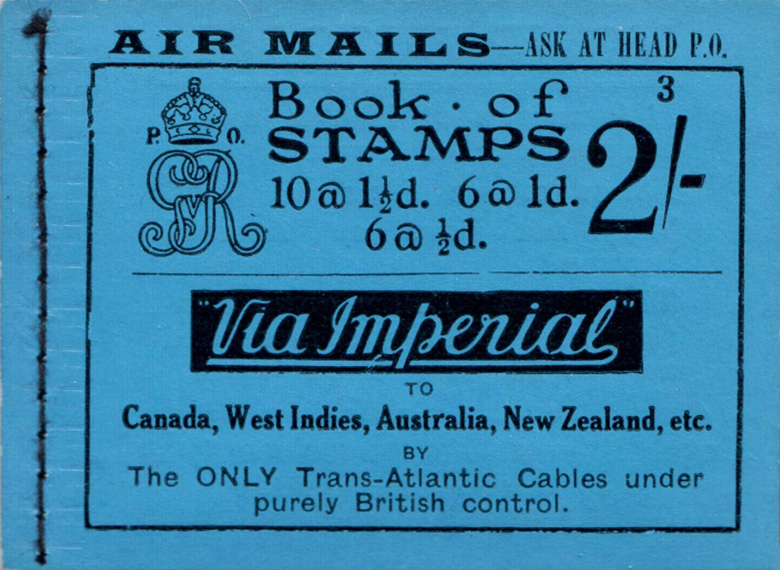 AIR MAILS—ASK AT HEAD P.O.
3
P. O.
GVR
Book · of
STAMPS
2/-
10 @ 1½d. 6 @ 1d.
6 @ ½d.
"Via Imperial"
TO
Canada, West Indies, Australia, New Zealand, etc.
BY
The ONLY Trans-Atlantic Cables under
purely British control.